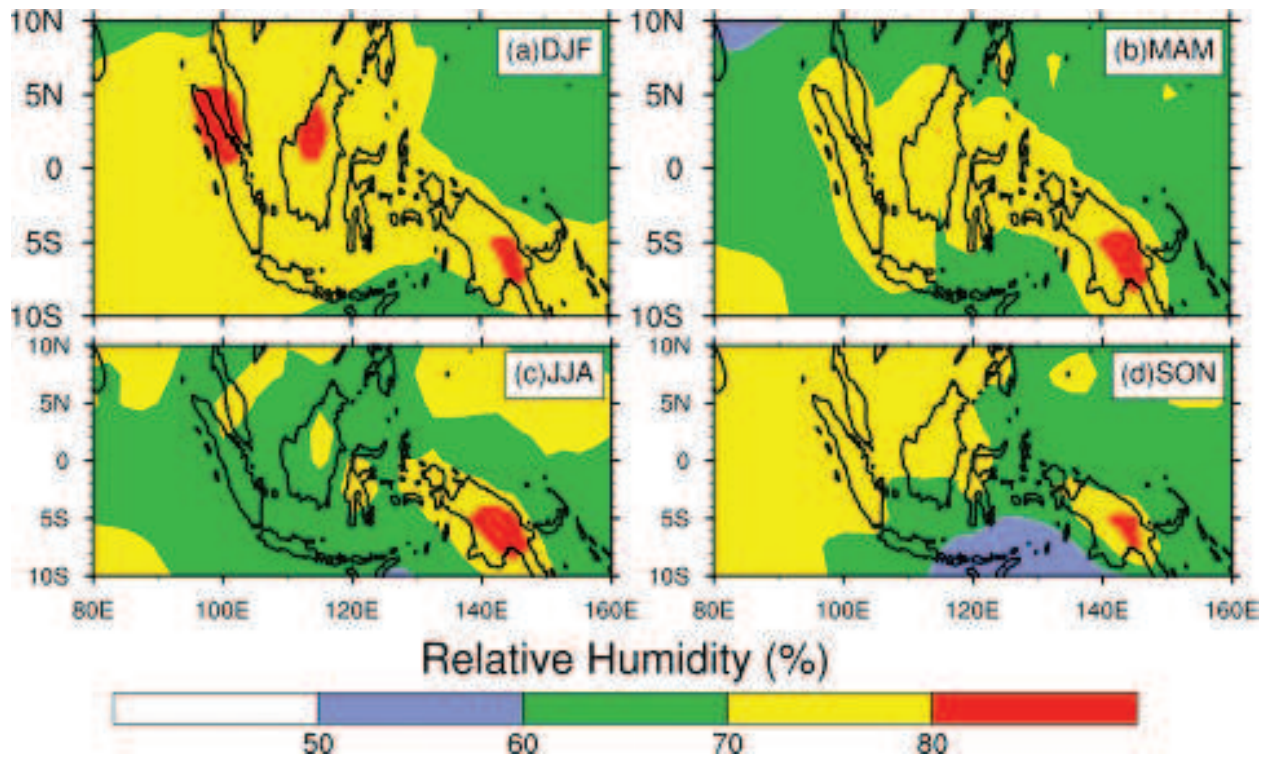 10N 10N
(a)DJF (b)MAM
5N 5N
0 0
5S 5S
10S 10S
10N 10N
(c)JJA (d)SON
5N 5N
0 0
5S 5S
10S 10S
80E 100E 120E 140E 160E 80E 100E 120E 140E 160E
Relative Humidity (%)
50 60 70 80